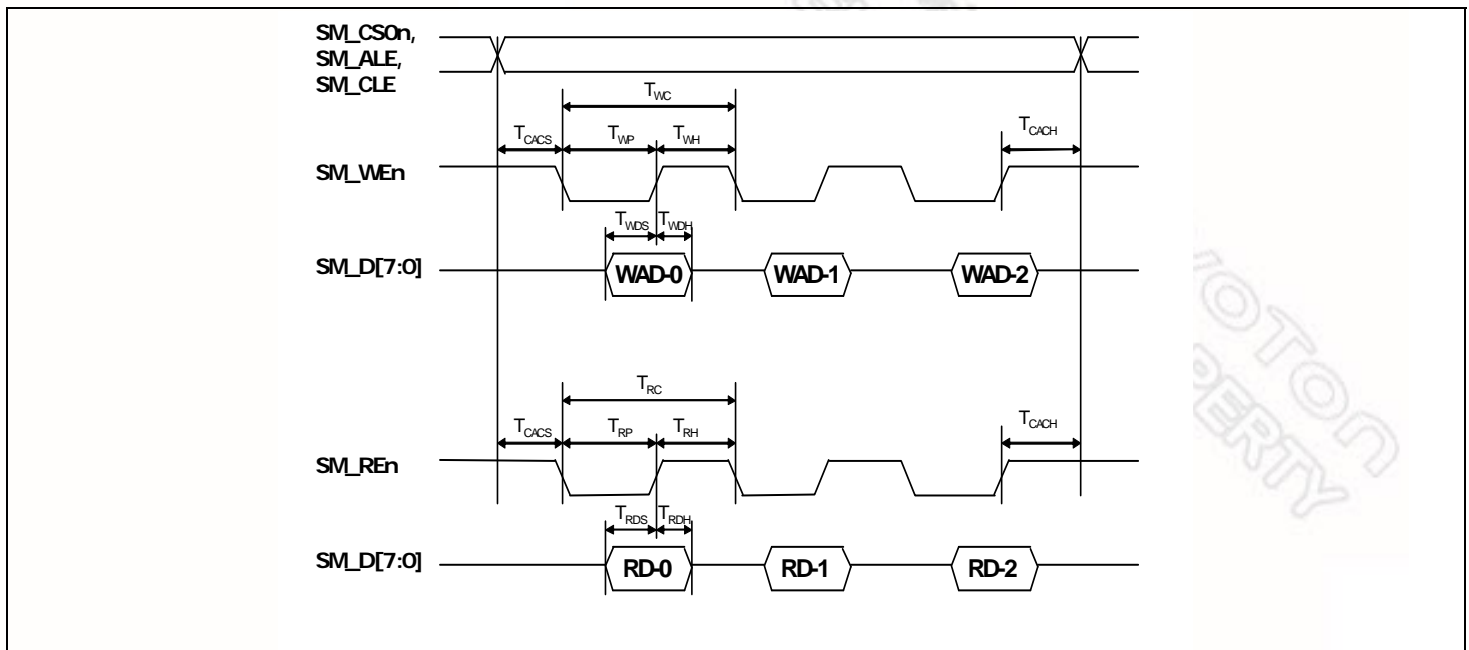 SM_CS0n,
SM_ALE,
SM_CLE
TWC
TCACS
TWP
TWH
TCACH
SM_WEn
TWDS
TWDH
SM_D[7:0]
WAD-0
WAD-1
WAD-2
TRC
TCACS
TRP
TRH
TCACH
SM_REn
TRDS
TRDH
SM_D[7:0]
RD-0
RD-1
RD-2